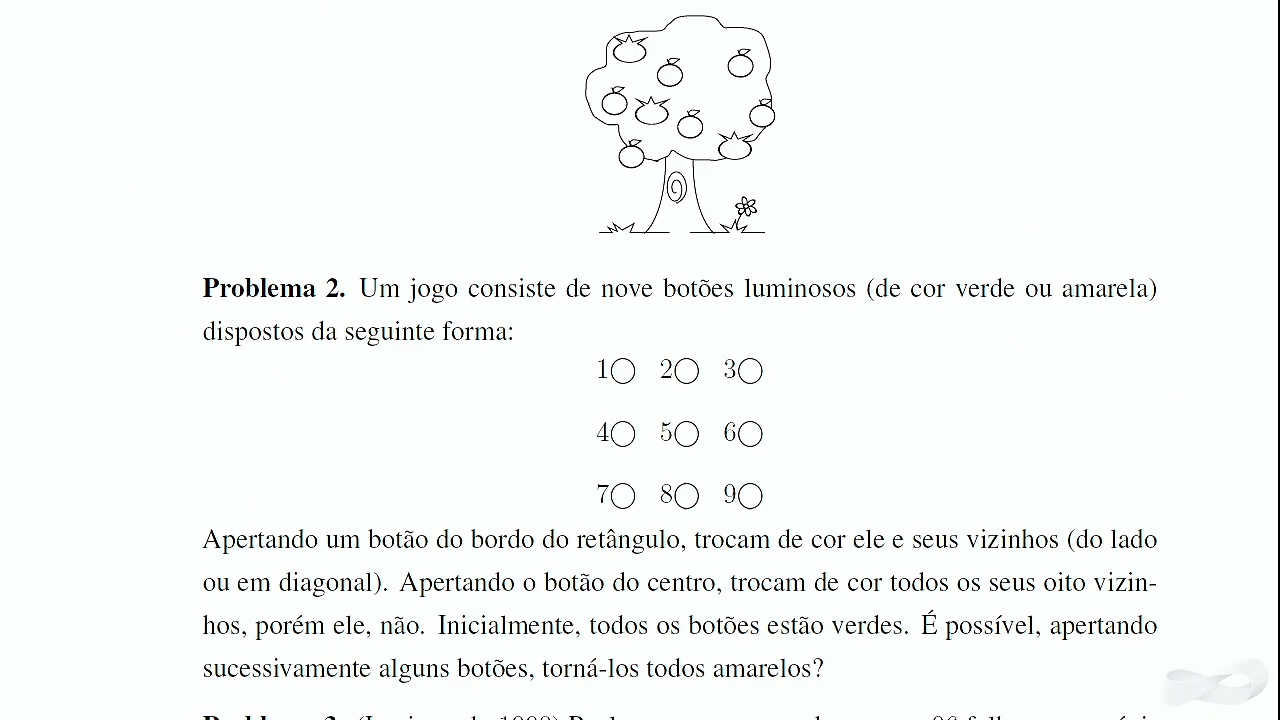 Problema 2. Um jogo consiste de nove botões luminosos (de cor verde ou amarela)
dispostos da seguinte forma:
1 2 3
4 5 6
7 8 9
Apertando um botão do bordo do retângulo, trocam de cor ele e seus vizinhos (do lado
ou em diagonal). Apertando o botão do centro, trocam de cor todos os seus oito vizin-
hos, porém ele, não. Inicialmente, todos os botões estão verdes. É possível, apertando
sucessivamente alguns botões, torná-los todos amarelos?